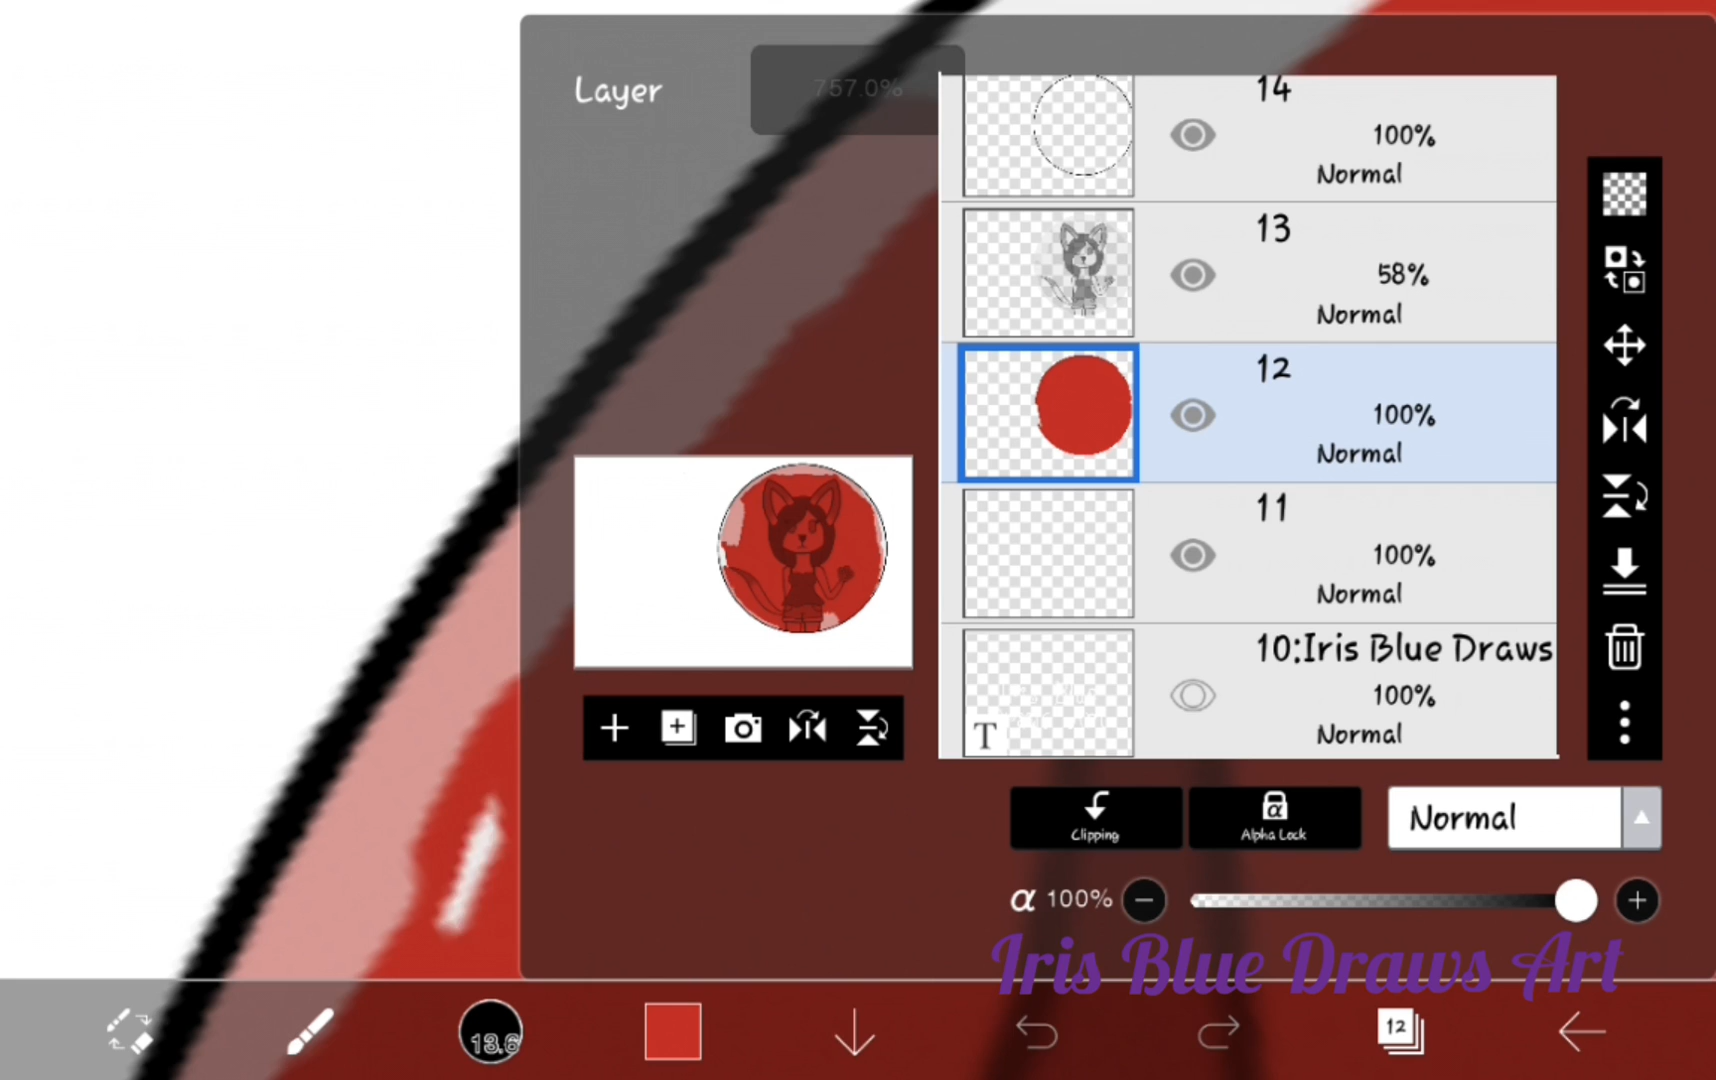 Layer
757.0%
14
100%
Normal
13
58%
Normal
12
100%
Normal
11
100%
Normal
10:Iris Blue Draws
100%
Normal
T
Clipping
α
Alpha Lock
Normal
α 100%
Iris Blue Draws Art
13.6
12